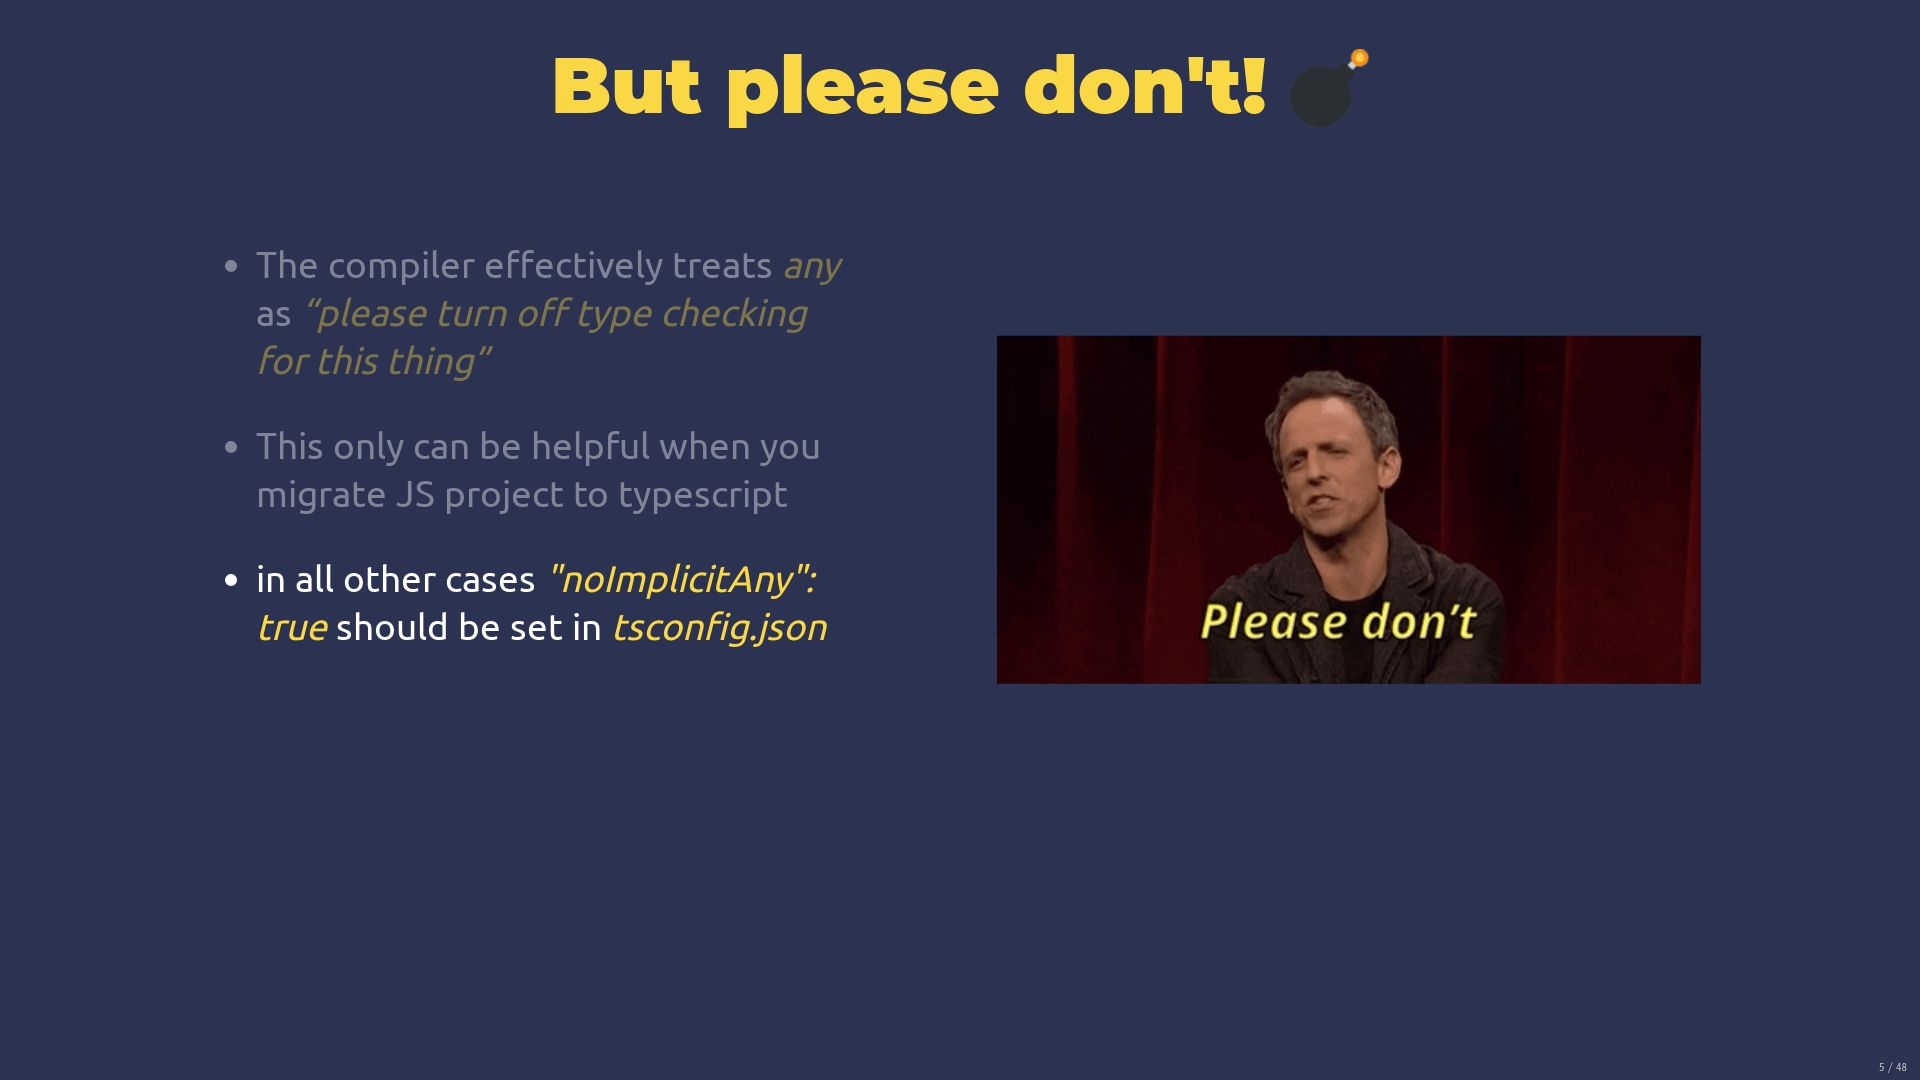 But please don't! 💣
• The compiler effectively treats any
as “please turn off type checking
for this thing”
• This only can be helpful when you
migrate JS project to typescript
• in all other cases "noImplicitAny":
true should be set in tsconfig.json
Please don't
5 / 48